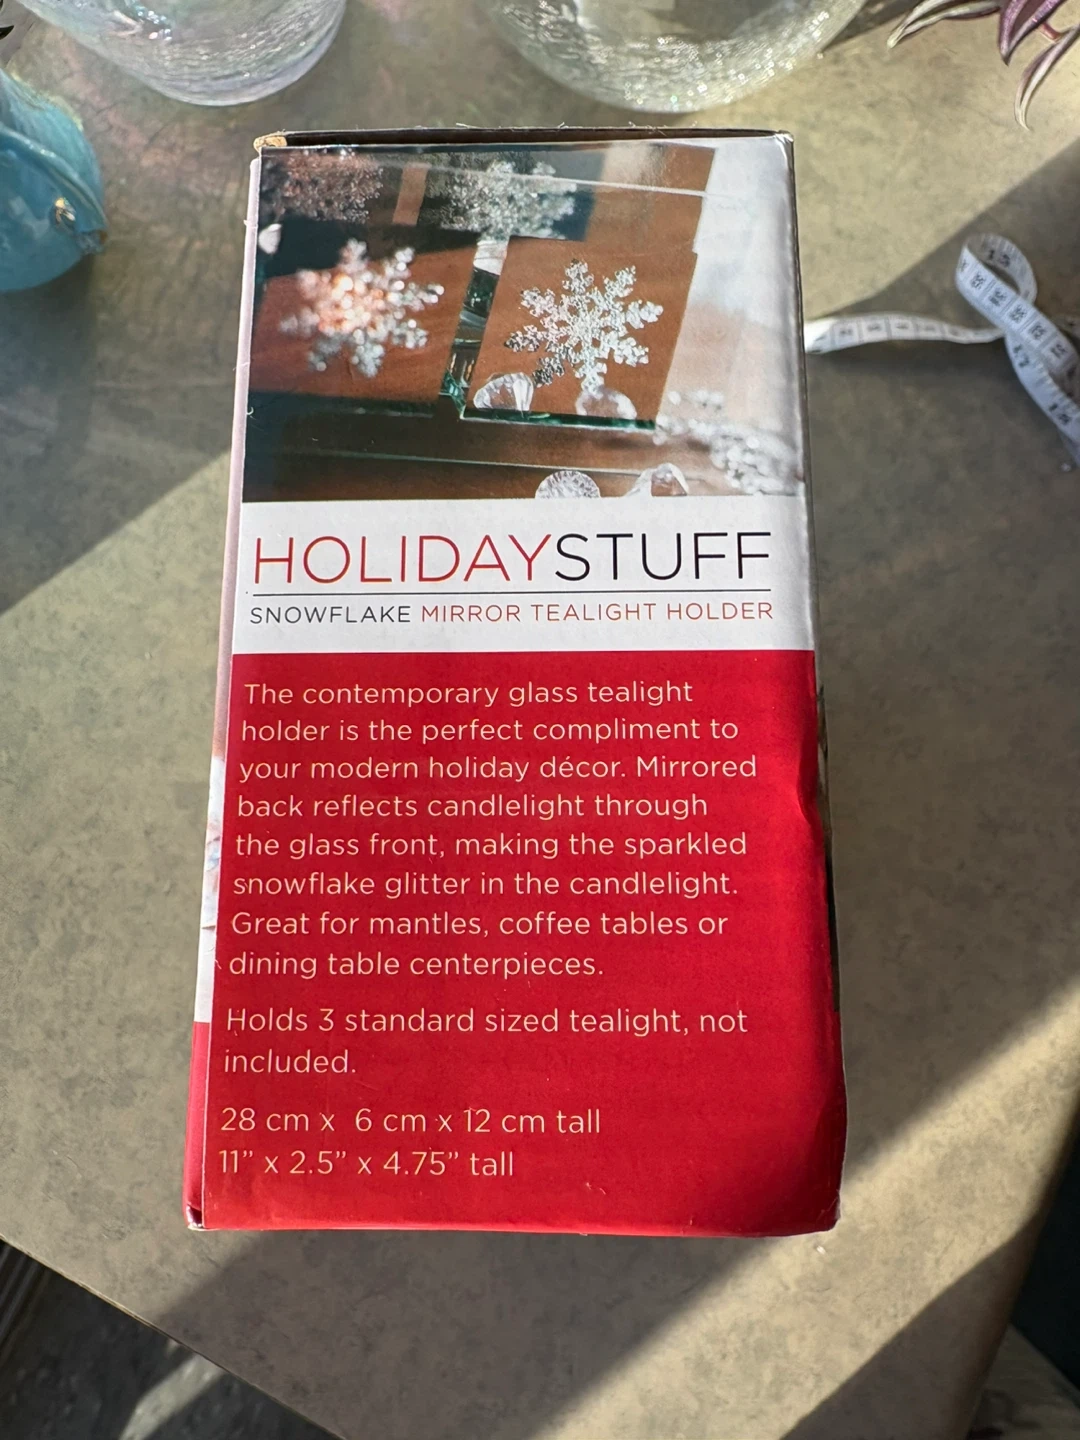 HOLIDAYSTUFF
SNOWFLAKE MIRROR TEALIGHT HOLDER
The contemporary glass tealight
holder is the perfect compliment to
your modern holiday décor. Mirrored
back reflects candlelight through
the glass front, making the sparkled
snowflake glitter in the candlelight.
Great for mantles, coffee tables or
dining table centerpieces.
Holds 3 standard sized tealight, not
included.
28 cm x 6 cm x 12 cm tall
11” x 2.5” x 4.75” tall